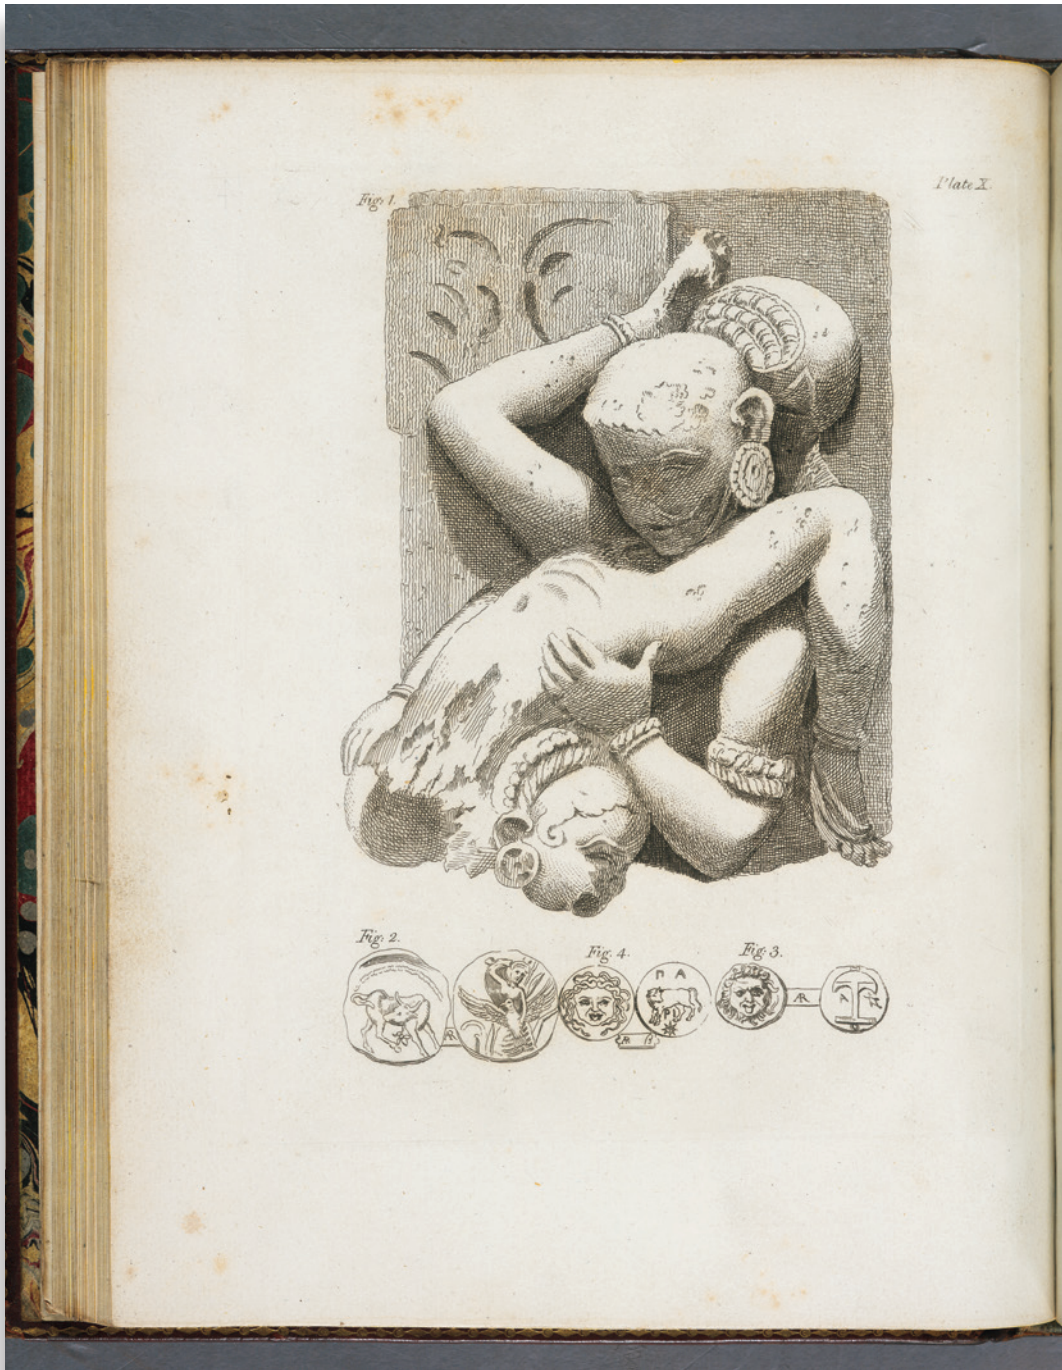 Plate X.
Fig. 1.
Fig. 2.
Fig. 4.
Fig. 3.
Π Α